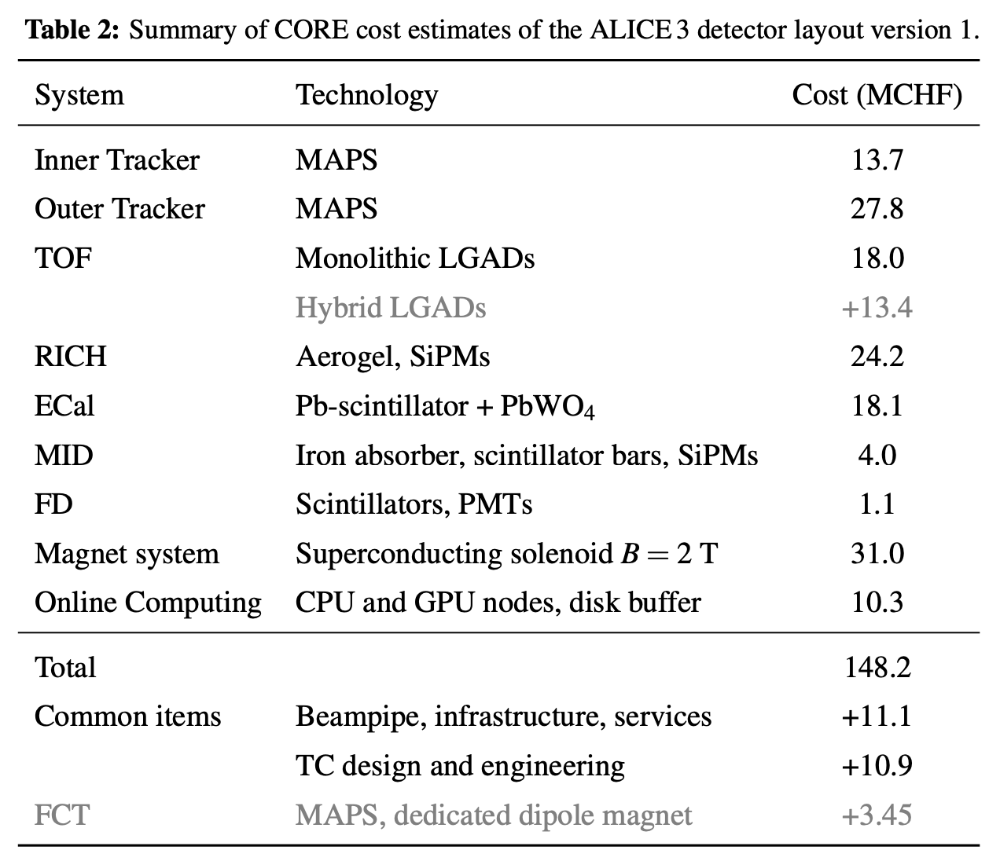 Table 2: Summary of CORE cost estimates of the ALICE 3 detector layout version 1.
System Technology Cost (MCHF)
Inner Tracker MAPS 13.7
Outer Tracker MAPS 27.8
TOF Monolithic LGADs 18.0
Hybrid LGADs +13.4
RICH Aerogel, SiPMs 24.2
ECal Pb-scintillator + PbWO₄ 18.1
MID Iron absorber, scintillator bars, SiPMs 4.0
FD Scintillators, PMTs 1.1
Magnet system Superconducting solenoid B = 2 T 31.0
Online Computing CPU and GPU nodes, disk buffer 10.3
Total 148.2
Common items Beampipe, infrastructure, services +11.1
TC design and engineering +10.9
FCT MAPS, dedicated dipole magnet +3.45